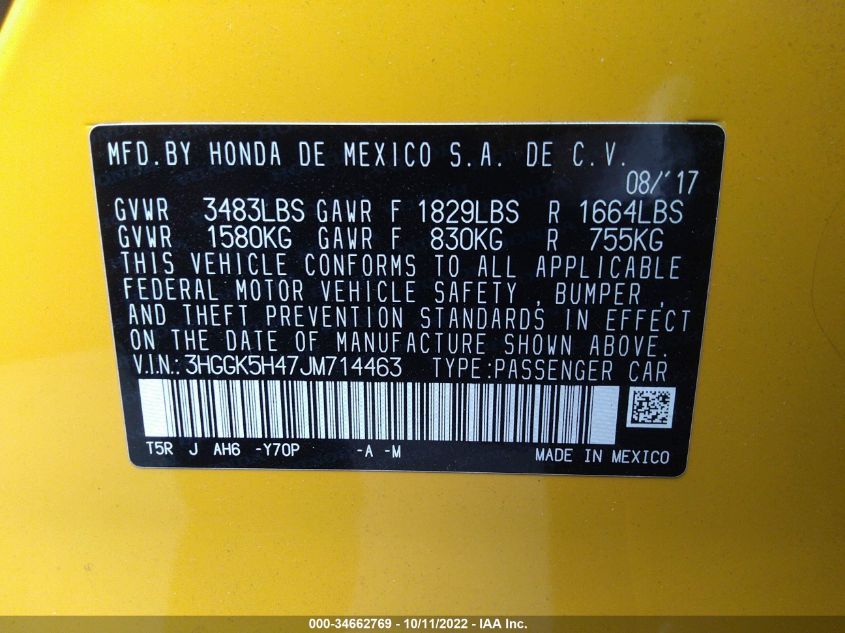 MFD.BY HONDA DE MEXICO S.A. DE C.V.
08/'17
GVWR 3483LBS GAWR F 1829LBS R 1664LBS
GVWR 1580KG GAWR F 830KG R 755KG
THIS VEHICLE CONFORMS TO ALL APPLICABLE
FEDERAL MOTOR VEHICLE SAFETY , BUMPER ,
AND THEFT PREVENTION STANDARDS IN EFFECT
ON THE DATE OF MANUFACTURE SHOWN ABOVE.
V.I.N.: 3HGGK5H47JM714463 TYPE:PASSENGER CAR
T5R J AH6 -Y70P -A -M MADE IN MEXICO
000-34662769 - 10/11/2022 - IAA Inc.